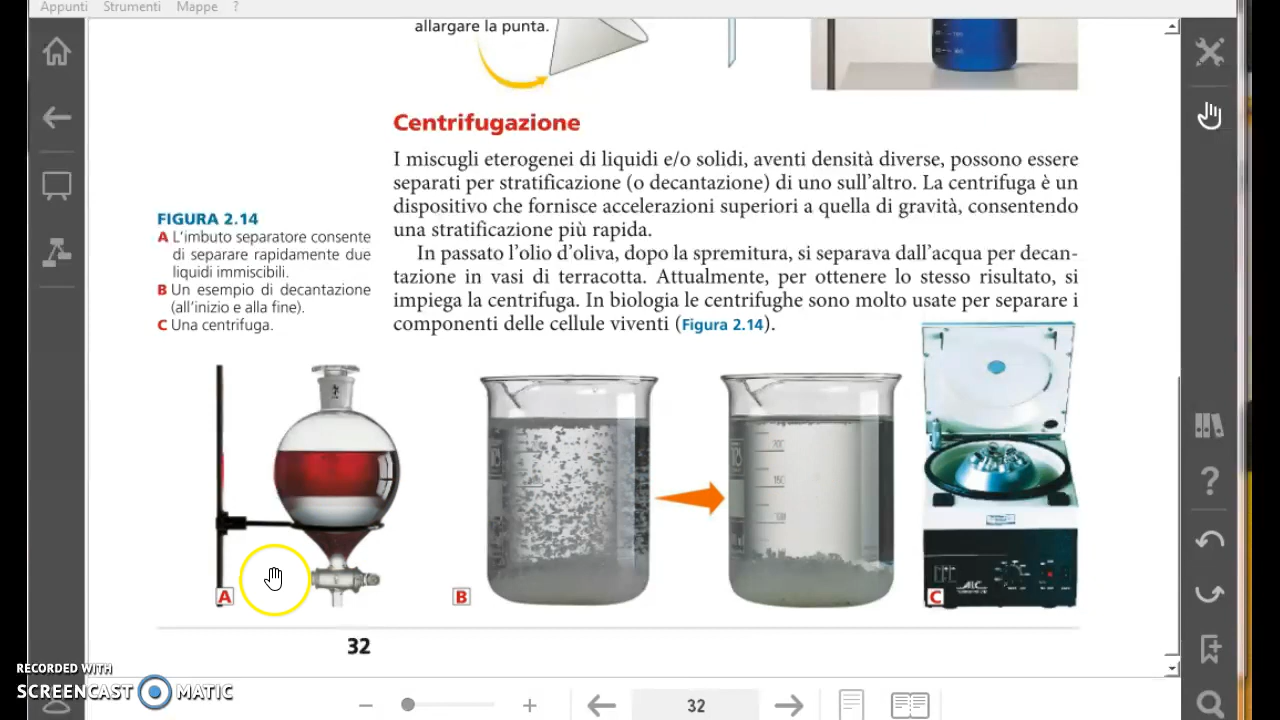 Appunti Strumenti Mappe ?
allargare la punta.
Centrifugazione
I miscugli eterogenei di liquidi e/o solidi, aventi densità diverse, possono essere
separati per stratificazione (o decantazione) di uno sull'altro. La centrifuga è un
dispositivo che fornisce accelerazioni superiori a quella di gravità, consentendo
una stratificazione più rapida.
In passato l'olio d'oliva, dopo la spremitura, si separava dall'acqua per decan-
tazione in vasi di terracotta. Attualmente, per ottenere lo stesso risultato, si
impiega la centrifuga. In biologia le centrifughe sono molto usate per separare i
componenti delle cellule viventi (Figura 2.14).
FIGURA 2.14
A L'imbuto separatore consente
di separare rapidamente due
liquidi immiscibili.
B Un esempio di decantazione
(all'inizio e alla fine).
C Una centrifuga.
A
B
C
32
RECORDED WITH
SCREENCAST MATIC
32